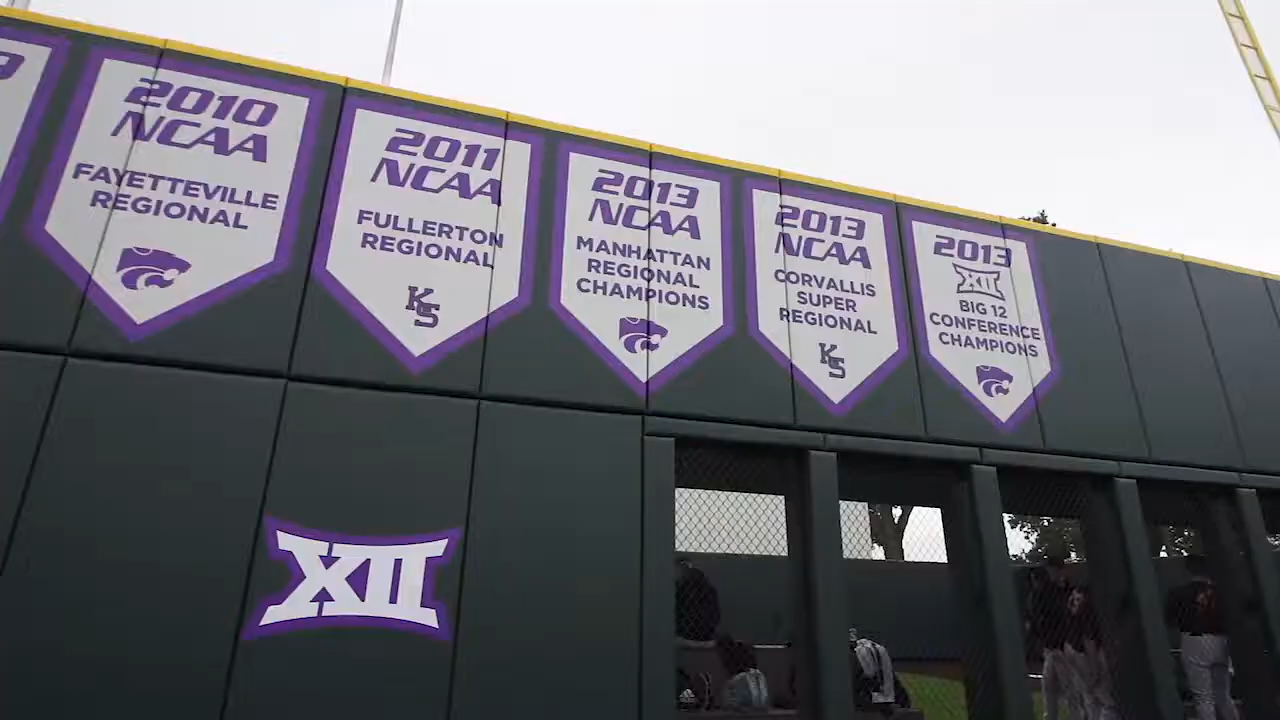 9
2010
NCAA
FAYETTEVILLE
REGIONAL
2011
NCAA
FULLERTON
REGIONAL
KS
2013
NCAA
MANHATTAN
REGIONAL
CHAMPIONS
2013
NCAA
CORVALLIS
SUPER
REGIONAL
KS
2013
XII
BIG 12
CONFERENCE
CHAMPIONS
XII